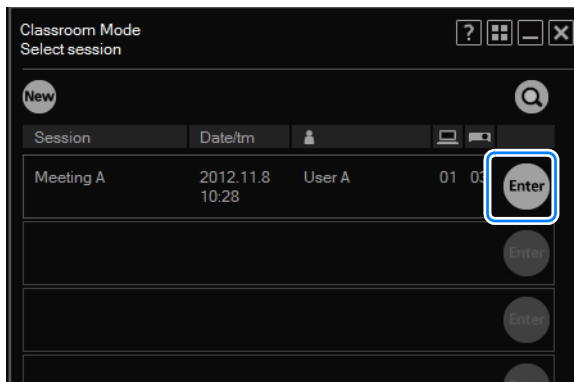 Classroom Mode
Select session
?
New
Session Date/tm
Meeting A 2012.11.8 User A 01 03 Enter
10:28
Enter
Enter